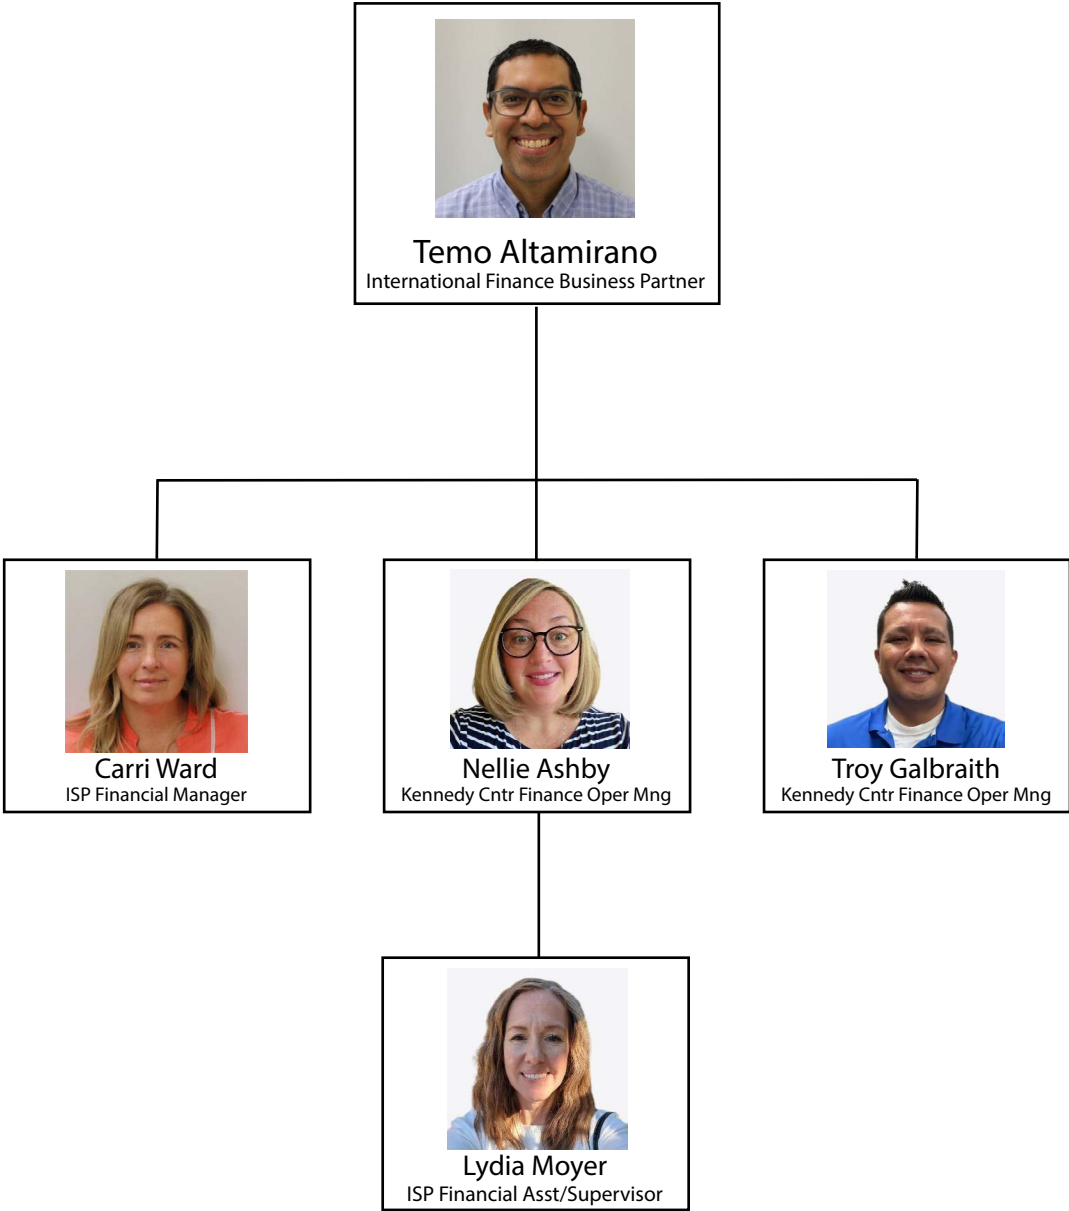 Temo Altamirano
International Finance Business Partner
Carri Ward
ISP Financial Manager
Nellie Ashby
Kennedy Cntr Finance Oper Mng
Troy Galbraith
Kennedy Cntr Finance Oper Mng
Lydia Moyer
ISP Financial Asst/Supervisor